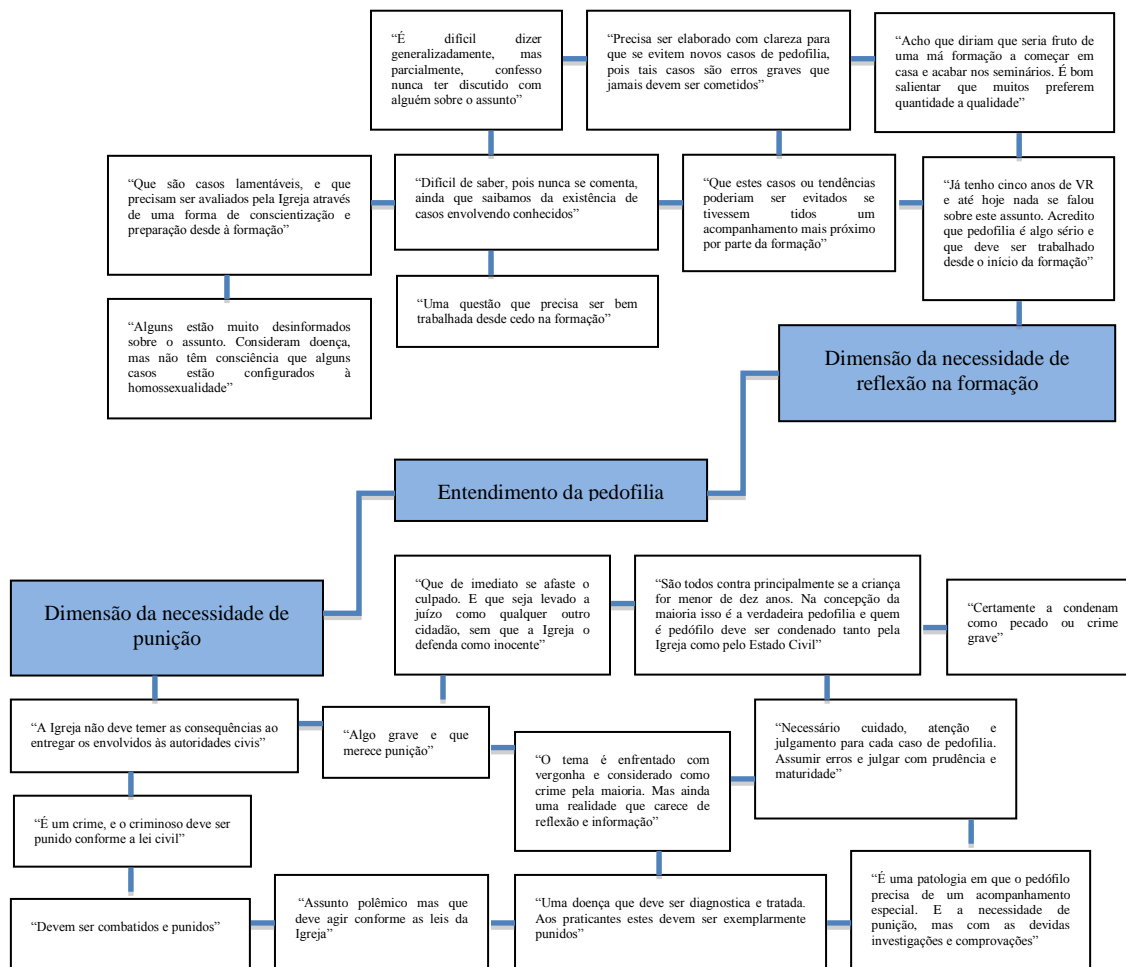 “É difícil dizer
generalizadamente, mas
parcialmente, confesso
nunca ter discutido com
alguém sobre o assunto”
“Precisa ser elaborado com clareza para
que se evitem novos casos de pedofilia,
pois tais casos são erros graves que
jamais devem ser cometidos”
“Acho que diriam que seria fruto de
uma má formação a começar em
casa e acabar nos seminários. É bom
salientar que muitos preferem
quantidade a qualidade”
“Que são casos lamentáveis, e que
precisam ser avaliados pela Igreja através
de uma forma de conscientização e
preparação desde à formação”
“Difícil de saber, pois nunca se comenta,
ainda que saibamos da existência de
casos envolvendo conhecidos”
“Que estes casos ou tendências
poderiam ser evitados se
tivessem tidos um
acompanhamento mais próximo
por parte da formação”
“Já tenho cinco anos de VR
e até hoje nada se falou
sobre este assunto. Acredito
que pedofilia é algo sério e
que deve ser trabalhado
desde o início da formação”
“Alguns estão muito desinformados
sobre o assunto. Consideram doença,
mas não têm consciência que alguns
casos estão configurados à
homossexualidade”
“Uma questão que precisa ser bem
trabalhada desde cedo na formação”
Dimensão da necessidade de
reflexão na formação
Entendimento da pedofilia
Dimensão da necessidade de
punição
“Que de imediato se afaste o
culpado. E que seja levado a
juízo como qualquer outro
cidadão, sem que a Igreja o
defenda como inocente”
“São todos contra principalmente se a criança
for menor de dez anos. Na concepção da
maioria isso é a verdadeira pedofilia e quem
é pedófilo deve ser condenado tanto pela
Igreja como pelo Estado Civil”
“Certamente a condenam
como pecado ou crime
grave”
“A Igreja não deve temer as consequências ao
entregar os envolvidos às autoridades civis”
“Algo grave e que
merece punição”
“O tema é enfrentado com
vergonha e considerado como
crime pela maioria. Mas ainda
uma realidade que carece de
reflexão e informação”
“Necessário cuidado, atenção e
julgamento para cada caso de pedofilia.
Assumir erros e julgar com prudência e
maturidade”
“É um crime, e o criminoso deve ser
punido conforme a lei civil”
“Devem ser combatidos e punidos”
“Assunto polêmico mas que
deve agir conforme as leis da
Igreja”
“Uma doença que deve ser diagnostica e tratada.
Aos praticantes estes devem ser exemplarmente
punidos”
“É uma patologia em que o pedófilo
precisa de um acompanhamento
especial. E a necessidade de
punição, mas com as devidas
investigações e comprovações”